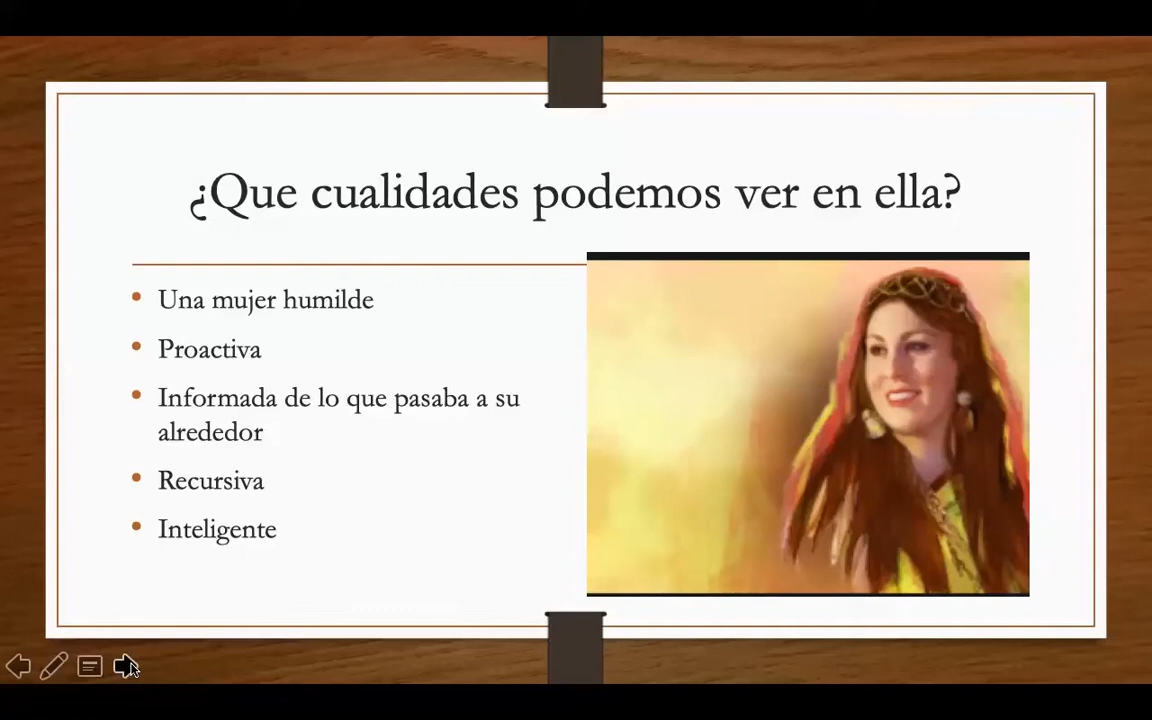 ¿Que cualidades podemos ver en ella?
Una mujer humilde
Proactiva
Informada de lo que pasaba a su
alrededor
Recursiva
Inteligente